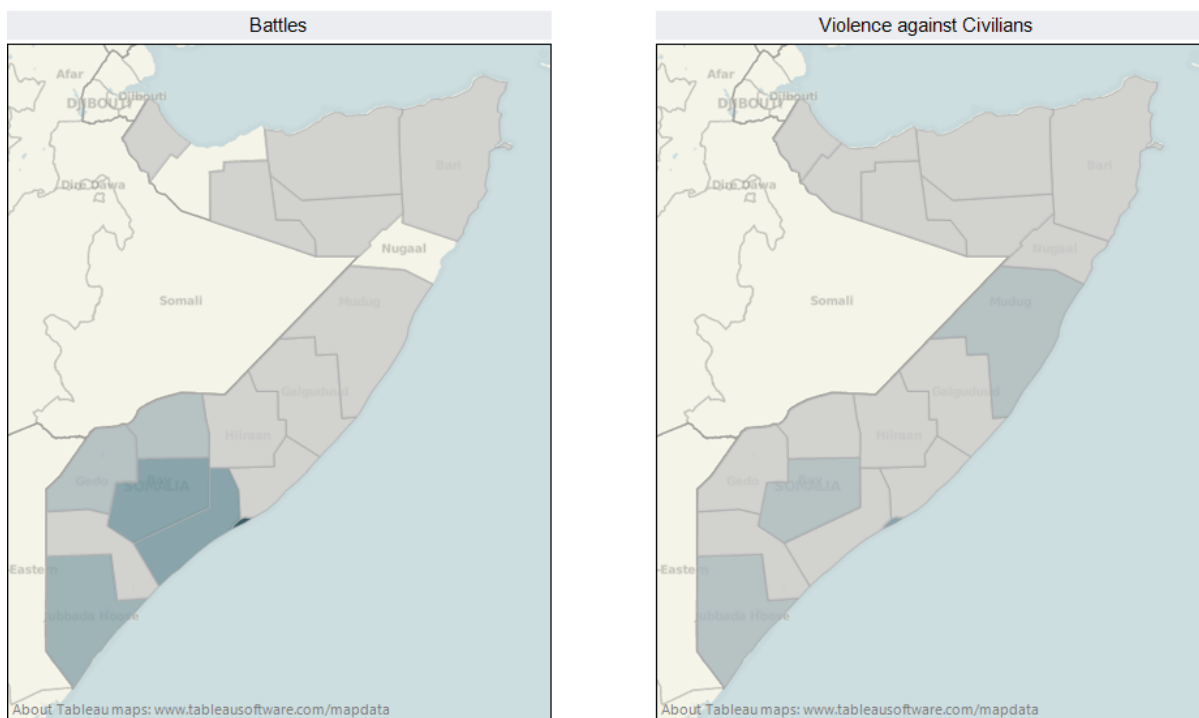 Battles
Afar
Djibouti
DJIBOUTI
Dire Dawa
Bari
Nugaal
Somali
Mudug
Galguduud
Hiiraan
Gedo
Bay
SOMALIA
-Eastern
Jubbada Hoose
About Tableau maps: www.tableausoftware.com/mapdata
Violence against Civilians
Afar
Djibouti
DJIBOUTI
Dire Dawa
Bari
Nugaal
Somali
Mudug
Galguduud
Hiiraan
Gedo
Bay
SOMALIA
-Eastern
Jubbada Hoose
About Tableau maps: www.tableausoftware.com/mapdata